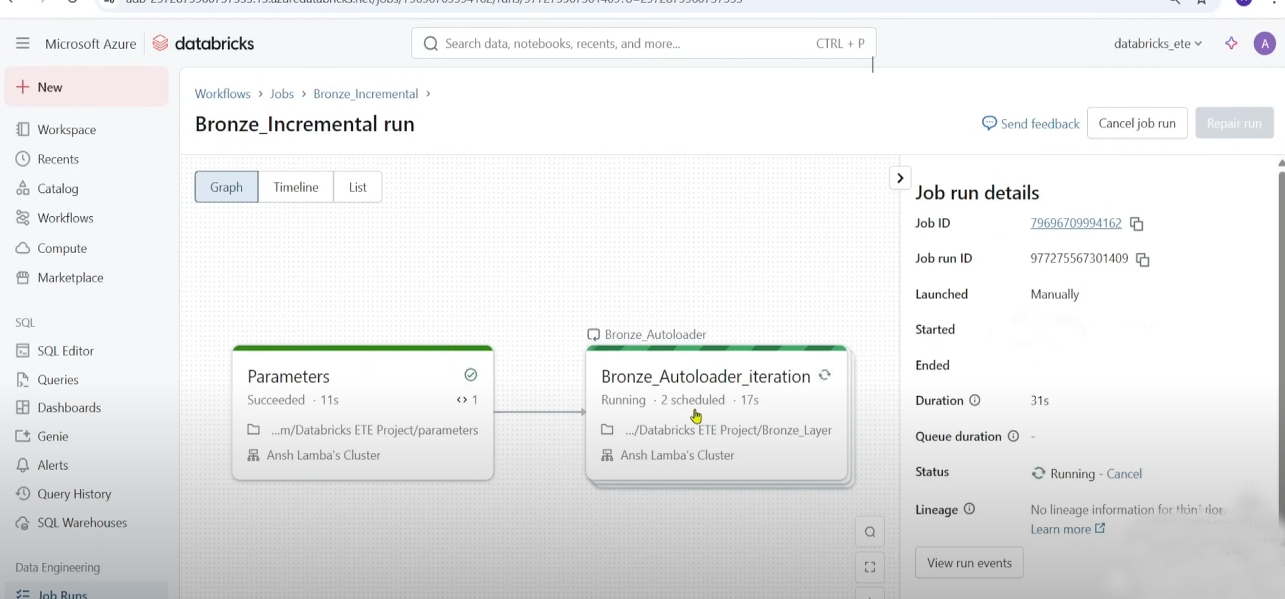 Microsoft Azure
databricks
Search data, notebooks, recents, and more...
CTRL + P
databricks_ete
A
New
Workspace
Recents
Catalog
Workflows
Compute
Marketplace
SQL
SQL Editor
Queries
Dashboards
Genie
Alerts
Query History
SQL Warehouses
Data Engineering
Job Runs
Workflows > Jobs > Bronze_Incremental >
Bronze_Incremental run
Send feedback
Cancel job run
Repair run
Graph
Timeline
List
Parameters
Succeeded · 11s
1
...m/Databricks ETE Project/parameters
Ansh Lamba's Cluster
Bronze_Autoloader
Bronze_Autoloader_iteration
Running · 2 scheduled · 17s
.../Databricks ETE Project/Bronze_Layer
Ansh Lamba's Cluster
Job run details
Job ID 79696709994162
Job run ID 977275567301409
Launched Manually
Started
Ended
Duration 31s
Queue duration -
Status Running - Cancel
Lineage No lineage information for
Learn more
View run events